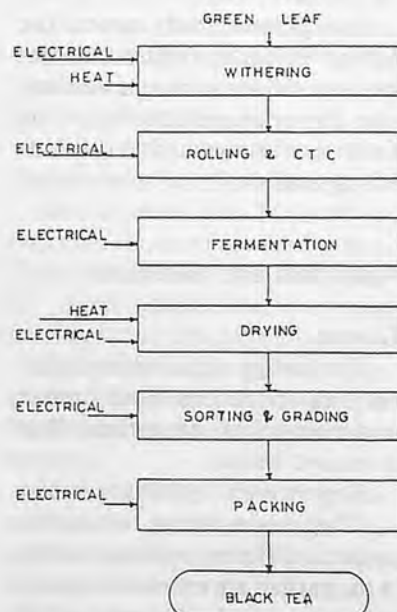 GREEN LEAF
ELECTRICAL
HEAT
WITHERING
ELECTRICAL
ROLLING & CTC
ELECTRICAL
FERMENTATION
HEAT
ELECTRICAL
DRYING
ELECTRICAL
SORTING & GRADING
ELECTRICAL
PACKING
BLACK TEA